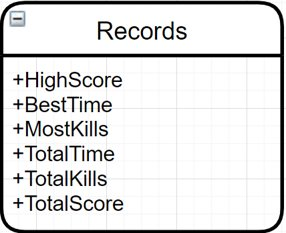 Records
+HighScore
+BestTime
+MostKills
+TotalTime
+TotalKills
+TotalScore